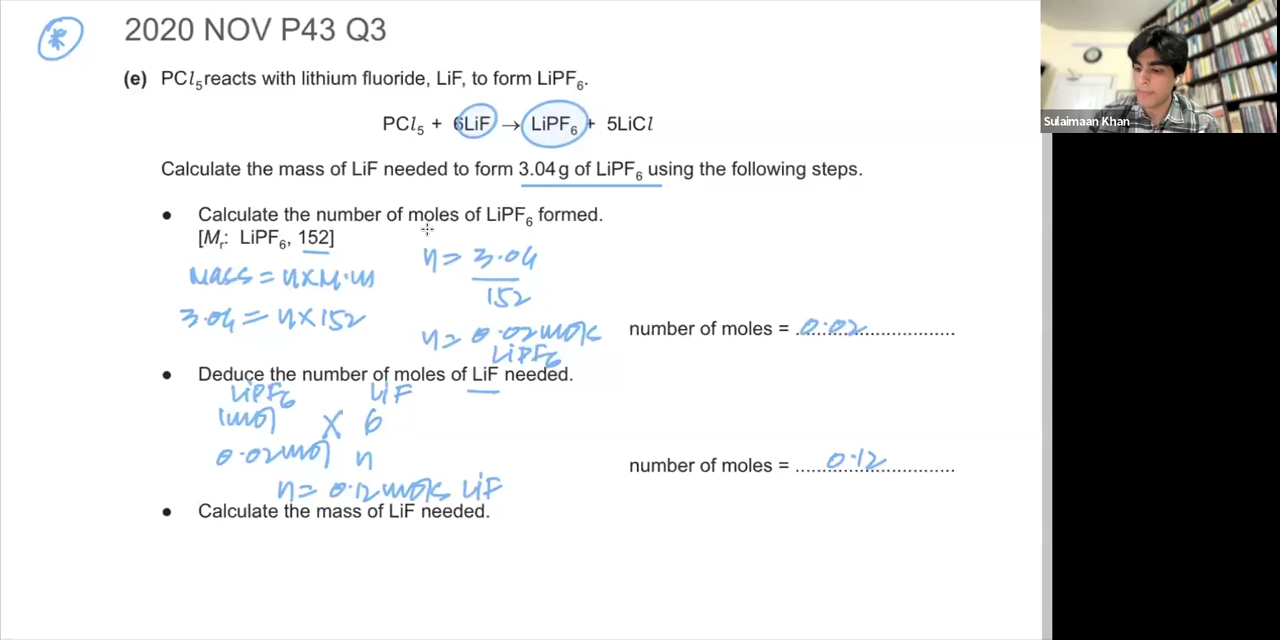 * 2020 NOV P43 Q3
(e) PCl₅ reacts with lithium fluoride, LiF, to form LiPF₆.
PCl₅ + 6LiF → LiPF₆ + 5LiCl
Calculate the mass of LiF needed to form 3.04 g of LiPF₆ using the following steps.
• Calculate the number of moles of LiPF₆ formed.
[Mᵣ: LiPF₆, 152]
mass = n×M.M
3.04 = n×152
n = 3.04
152
n = 0.02 mols
LiPF₆
number of moles = 0.02
• Deduce the number of moles of LiF needed.
LiPF₆ LiF
1mol × 6
0.02mol n
n = 0.12 mols LiF
number of moles = 0.12
• Calculate the mass of LiF needed.
Sulaimaan Khan